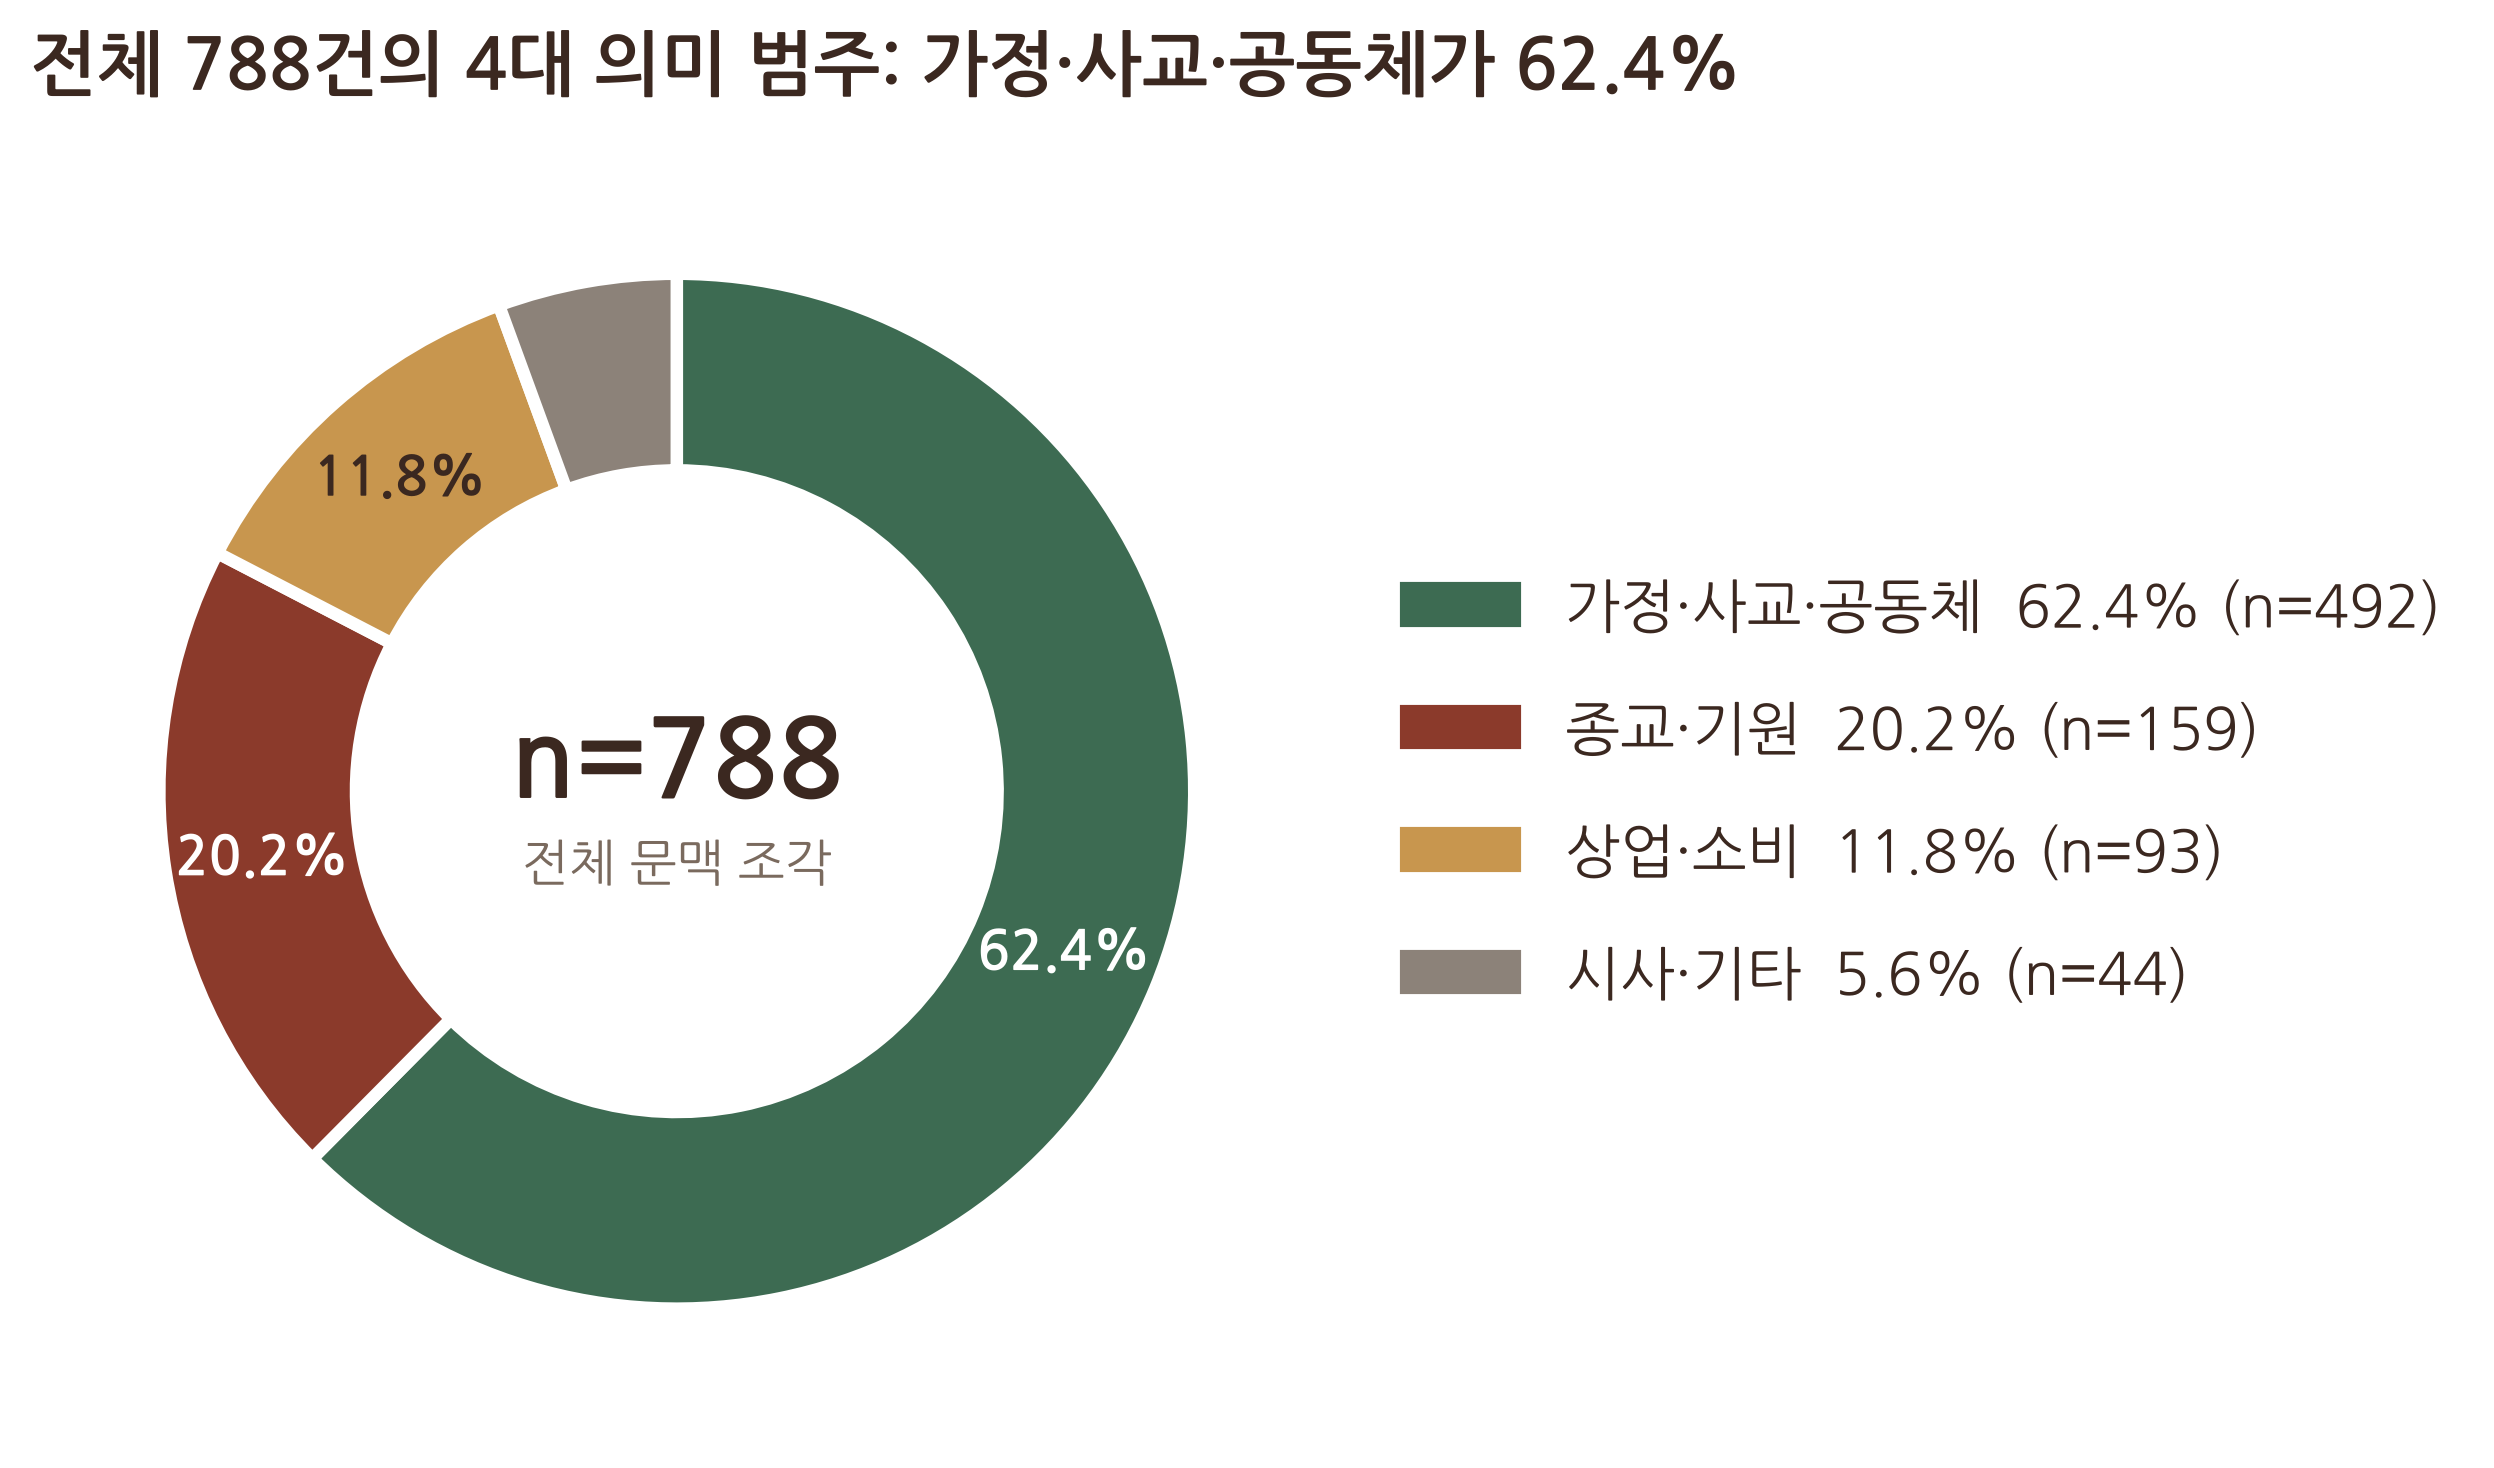 전체 788건의 4대 의미 범주: 가정·사교·공동체가 62.4%
11.8%
n=788
전체 문헌 조각
20.2%
62.4%
가정·사교·공동체 62.4% (n=492)
종교·기원 20.2% (n=159)
상업·소비 11.8% (n=93)
시사·기타 5.6% (n=44)